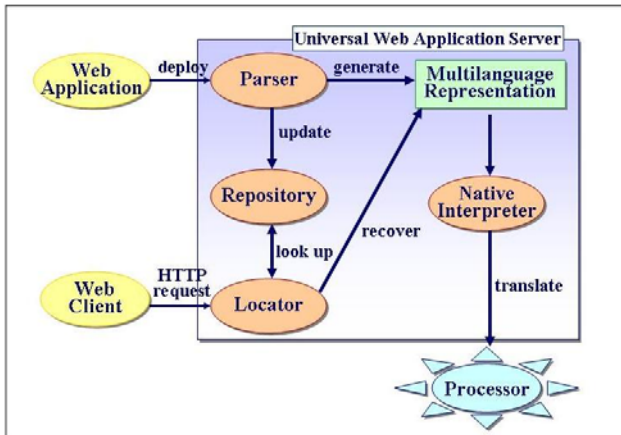 Universal Web Application Server
Web
Application
deploy
Parser
generate
Multilanguage
Representation
update
Repository
Native
Interpreter
look up
recover
HTTP
request
Web
Client
Locator
translate
Processor